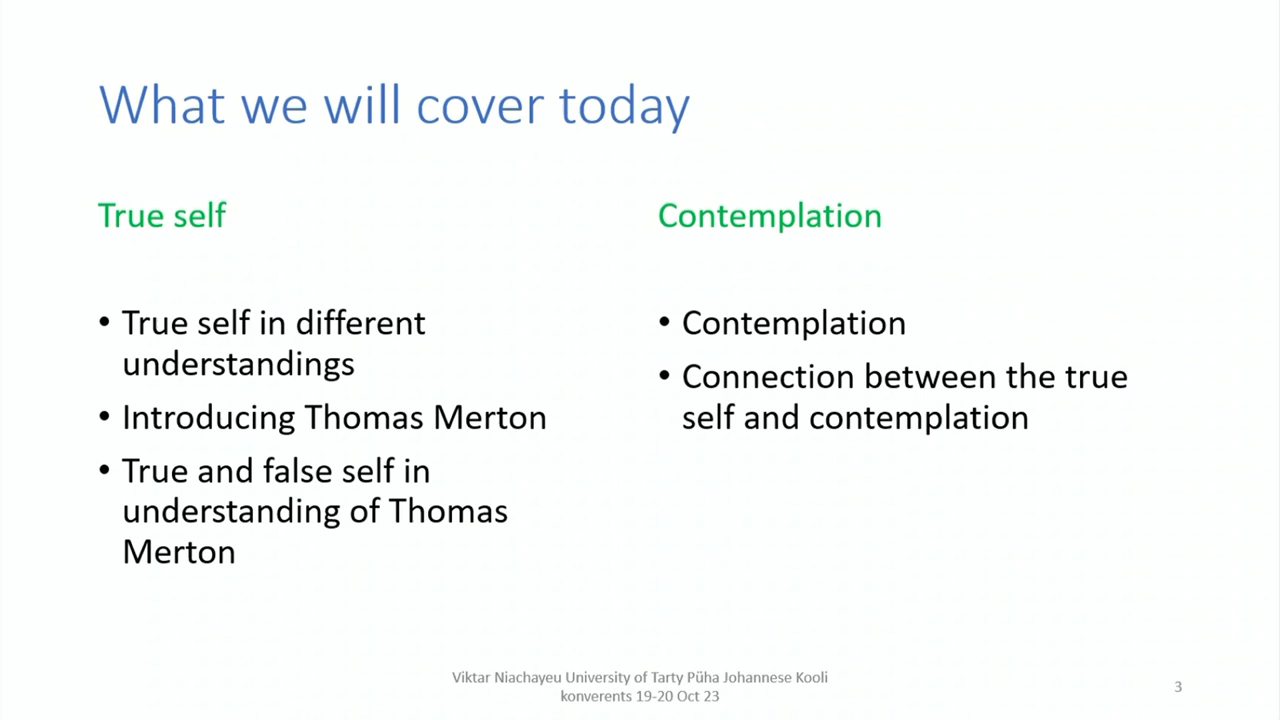 What we will cover today
True self
• True self in different
understandings
• Introducing Thomas Merton
• True and false self in
understanding of Thomas
Merton
Contemplation
• Contemplation
• Connection between the true
self and contemplation
Viktar Niachayeu University of Tarty Püha Johannese Kooli
konverents 19-20 Oct 23
3